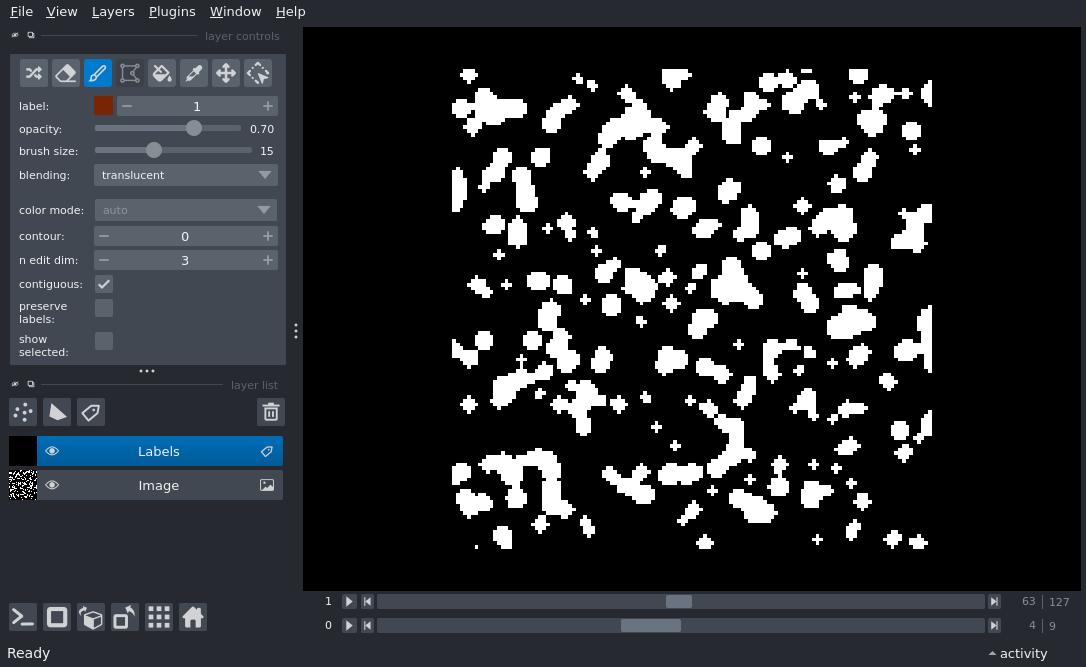 File View Layers Plugins Window Help
layer controls
label: 1
opacity: 0.70
brush size: 15
blending: translucent
color mode: auto
contour: 0
n edit dim: 3
contiguous:
preserve
labels:
show
selected:
layer list
Labels
Image
1 63 127
0 4 9
Ready activity